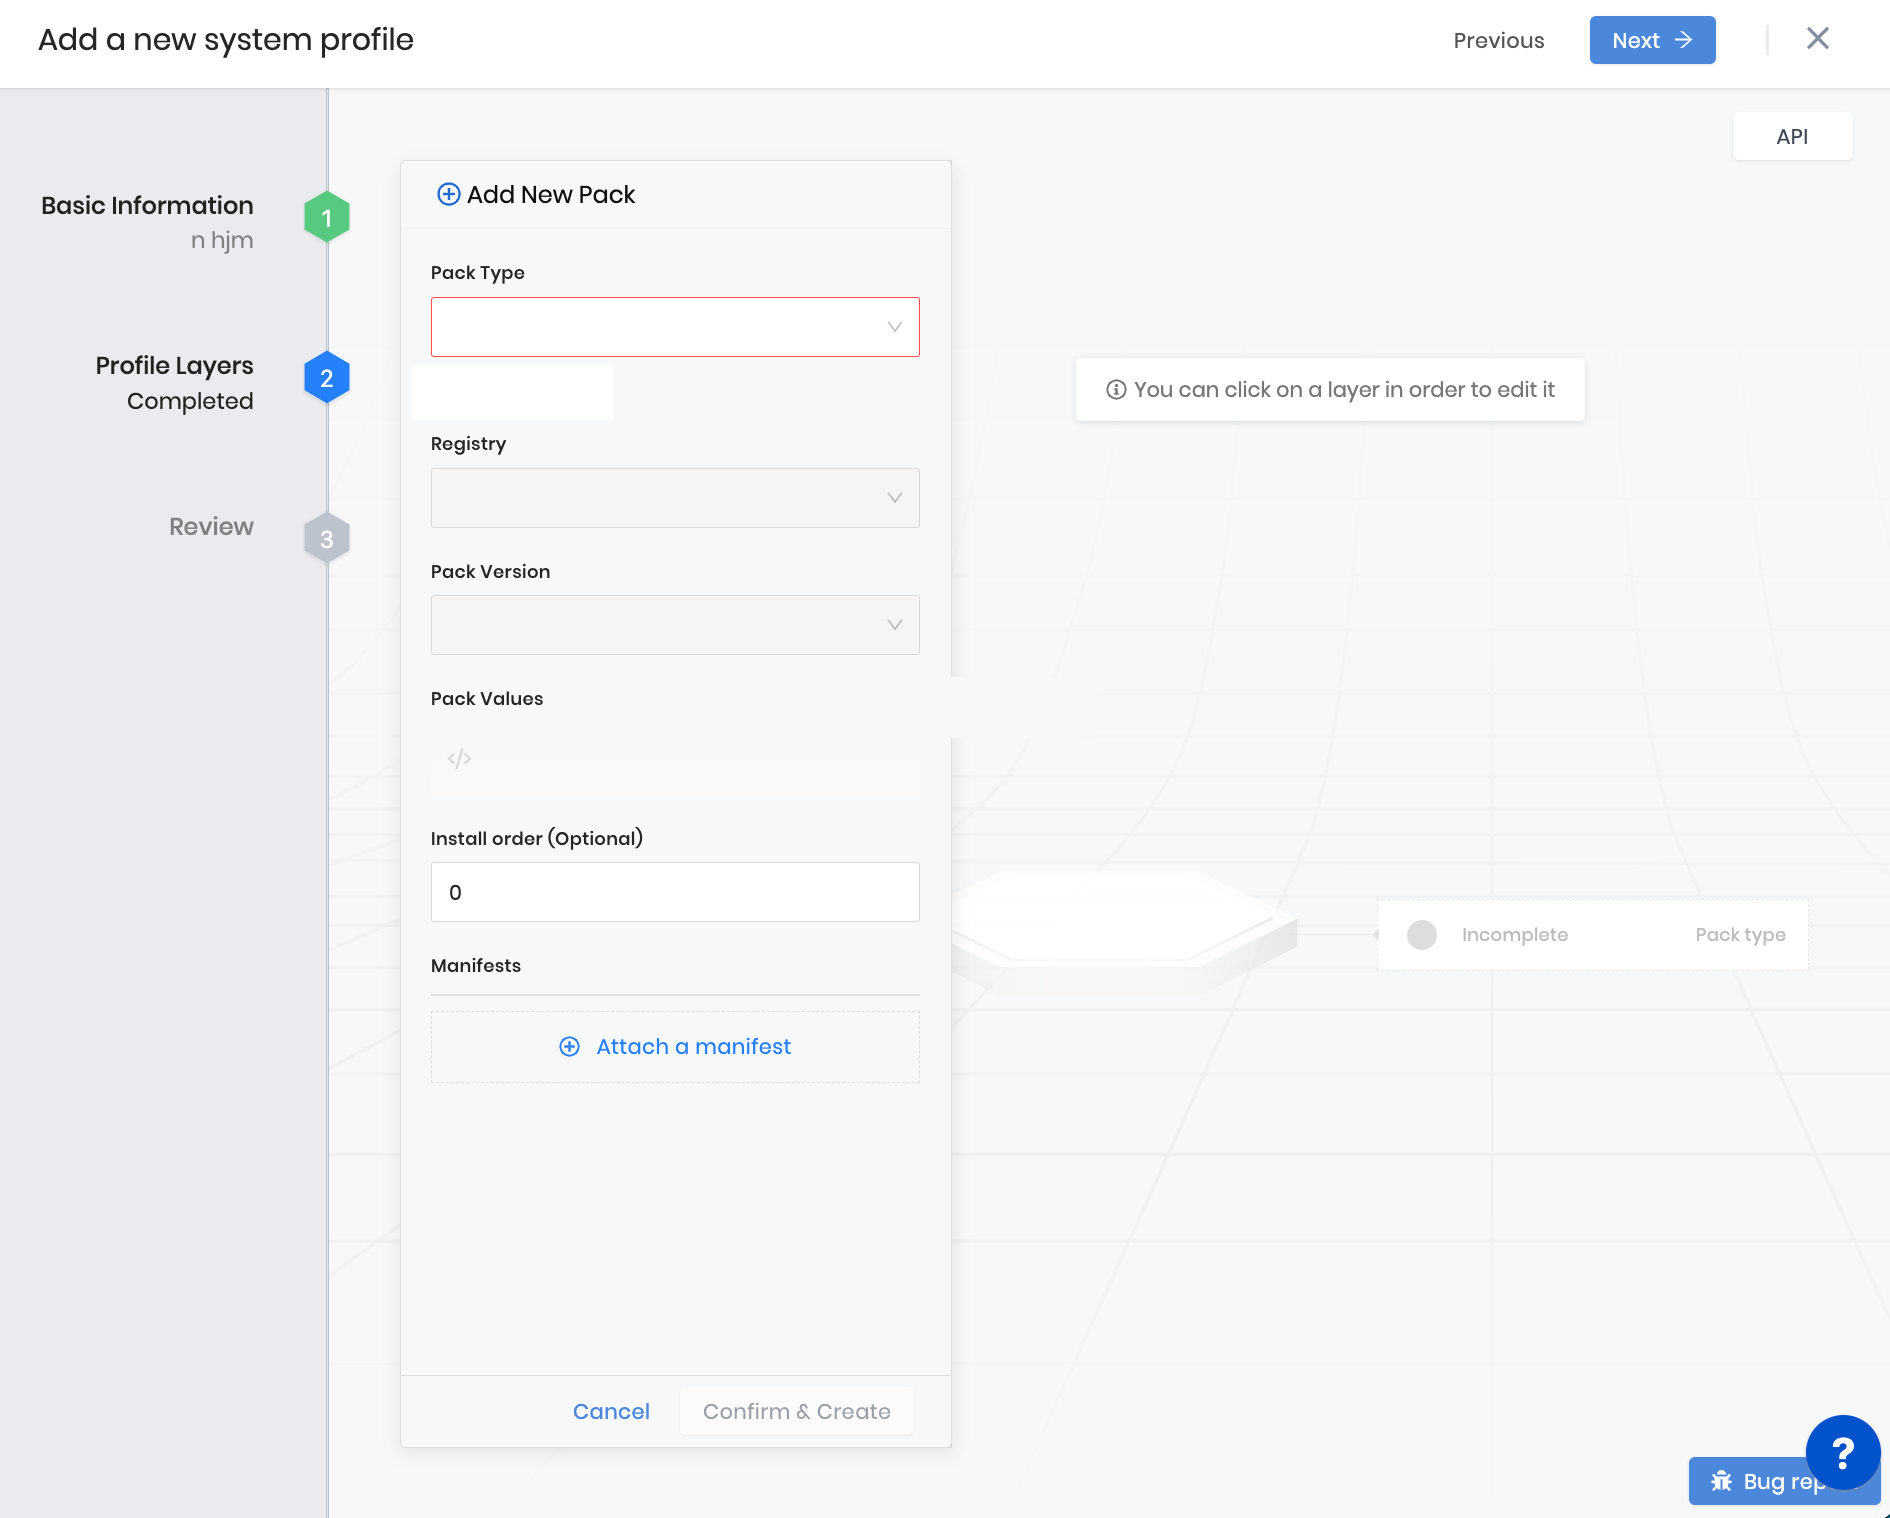 Add a new system profile
Previous
Next
API
Basic Information
n hjm
1
Profile Layers
Completed
2
Review
3
Add New Pack
Pack Type
Registry
Pack Version
Pack Values
</>
Install order (Optional)
0
Manifests
Attach a manifest
Cancel
Confirm & Create
You can click on a layer in order to edit it
Incomplete
Pack type
?
Bug